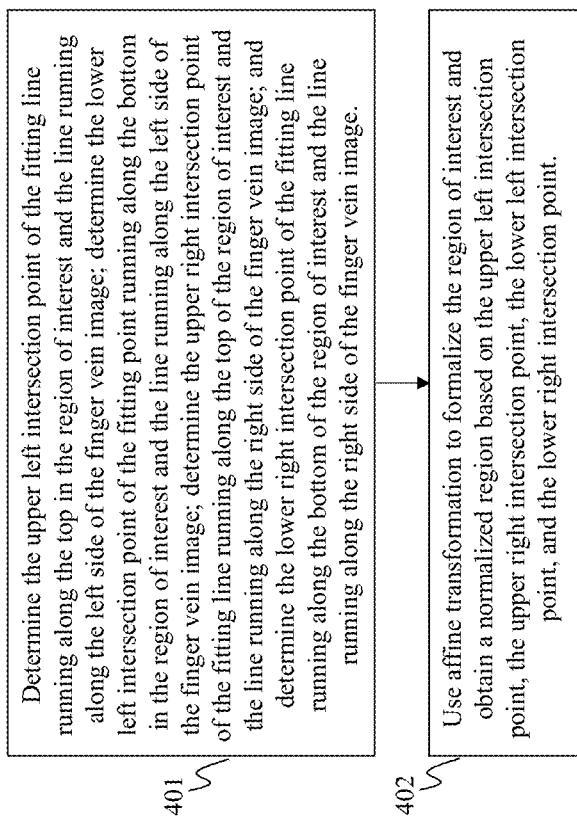 Determine the upper left intersection point of the fitting line
running along the top in the region of interest and the line running
along the left side of the finger vein image; determine the lower
left intersection point of the fitting point running along the bottom
in the region of interest and the line running along the left side of
the finger vein image; determine the upper right intersection point
of the fitting line running along the top of the region of interest and
the line running along the right side of the finger vein image; and
determine the lower right intersection point of the fitting line
running along the bottom of the region of interest and the line
running along the right side of the finger vein image.
401
Use affine transformation to formalize the region of interest and
obtain a normalized region based on the upper left intersection
point, the upper right intersection point, the lower left intersection
point, and the lower right intersection point.
402